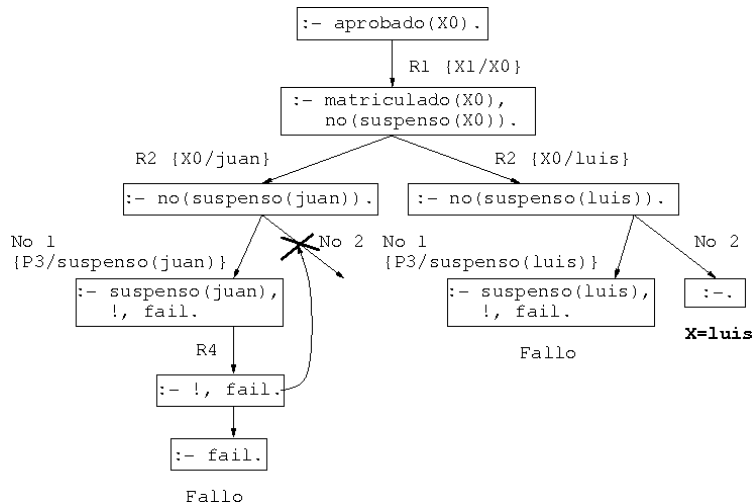 :- aprobado(X0).
R1 {X1/X0}
:- matriculado(X0),
no(suspenso(X0)).
R2 {X0/juan}
R2 {X0/luis}
:- no(suspenso(juan)).
:- no(suspenso(luis)).
No 1
{P3/suspenso(juan)}
No 2
No 1
{P3/suspenso(luis)}
No 2
:- suspenso(juan),
!, fail.
:- suspenso(luis),
!, fail.
:-.
X=luis
R4
Fallo
:- !, fail.
:- fail.
Fallo